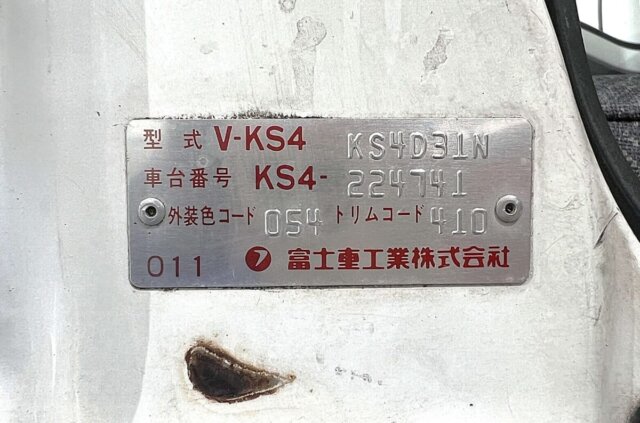 型式 V-KS4 KS4D31N
車台番号 KS4-224741
外装色コード 054 トリムコード 410
011 富士重工業株式会社